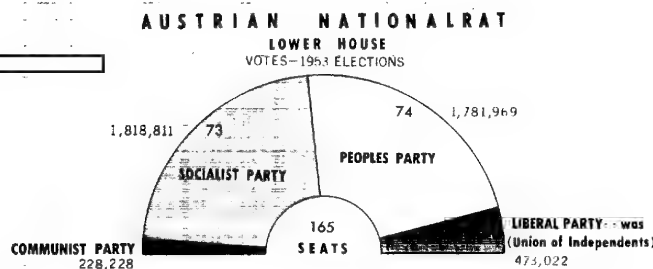 AUSTRIAN NATIONALRAT
LOWER HOUSE
VOTES-1953 ELECTIONS
1,818,811 73
74 1,781,969
SOCIALIST PARTY
PEOPLES PARTY
165
SEATS
COMMUNIST PARTY
228,228
LIBERAL PARTY - was
(Union of Independents)
473,022